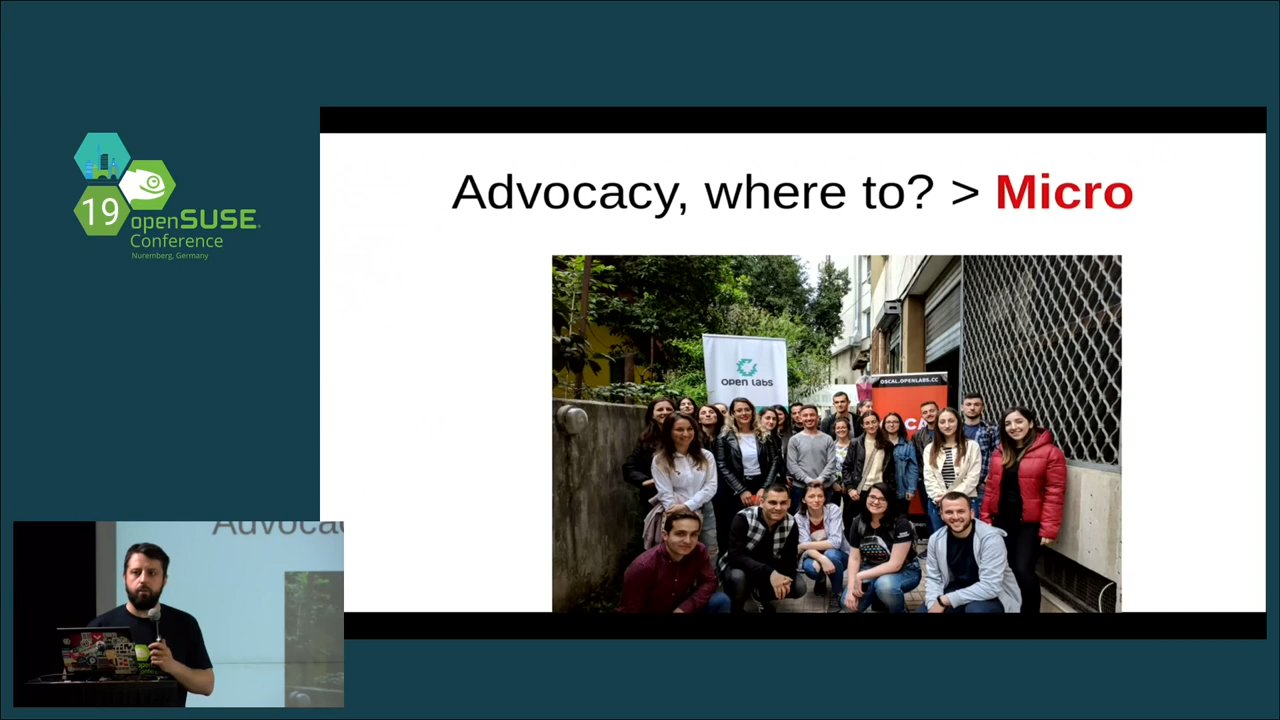 Advocacy, where to? > Micro
19
openSUSE
Conference
Nuremberg, Germany
OPEN LABS
OSCAL.OPENLABS.CC
Advoca